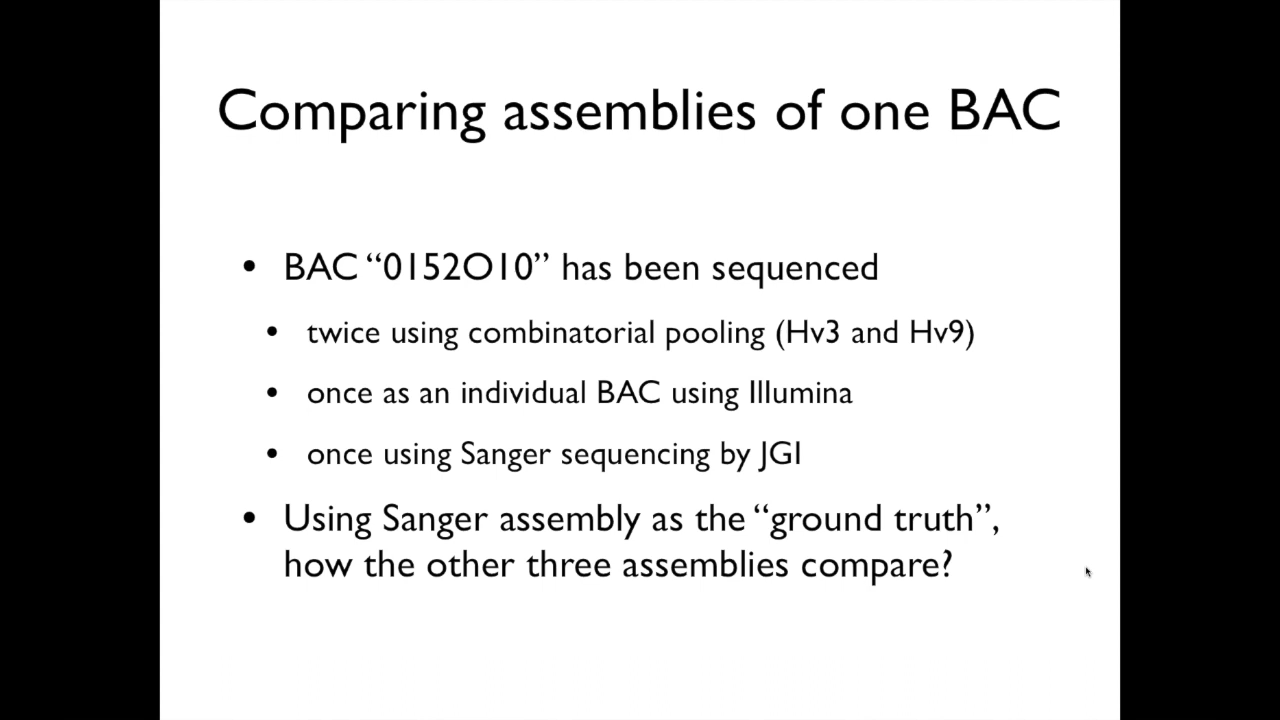 Comparing assemblies of one BAC
• BAC “0152O10” has been sequenced
• twice using combinatorial pooling (Hv3 and Hv9)
• once as an individual BAC using Illumina
• once using Sanger sequencing by JGI
• Using Sanger assembly as the “ground truth”,
how the other three assemblies compare?